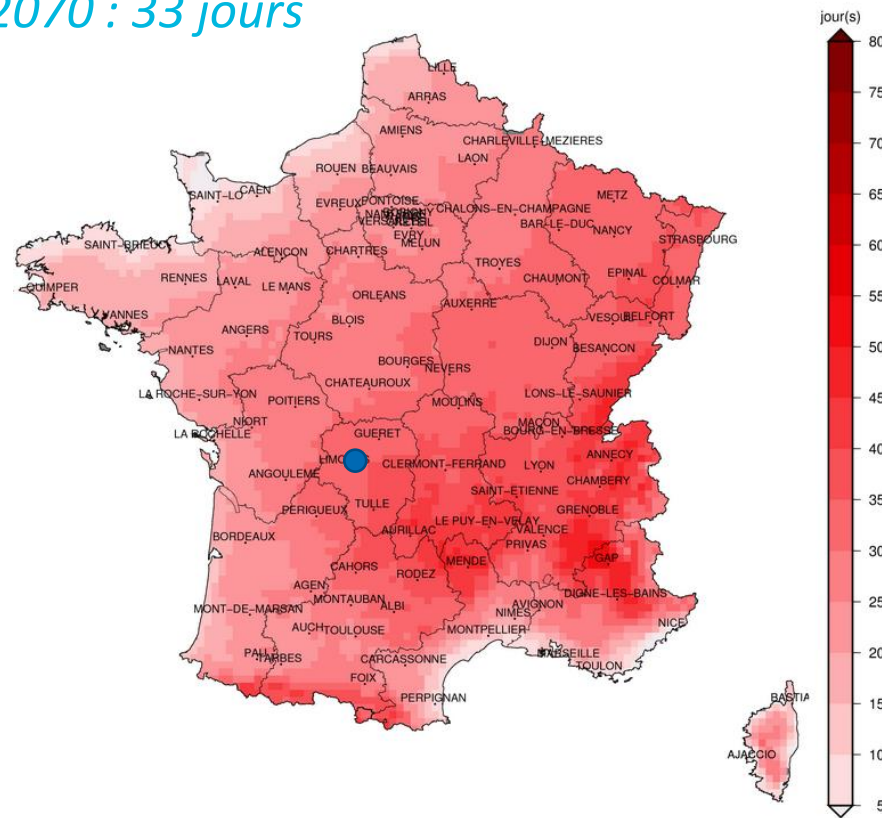 2070 : 33 jours
jour(s)
80
75
70
65
60
55
50
45
40
35
30
25
20
15
10
5
LILLE
ARRAS
AMIENS
CHARLEVILLE-MEZIERES
LAON
ROUEN
BEAUVAIS
METZ
SAINT-LO
CAEN
EVREUX
PONTOISE
CHALONS-EN-CHAMPAGNE
BAR-LE-DUC
NANCY
STRASBOURG
EVRY
MELUN
SAINT-BRIEUC
ALENCON
CHARTRES
TROYES
EPINAL
COLMAR
CHAUMONT
RENNES
LAVAL
LE MANS
QUIMPER
ORLEANS
AUXERRE
VANNES
BLOIS
VESOUL
BELFORT
ANGERS
TOURS
DIJON
BESANCON
NANTES
BOURGES
NEVERS
CHATEAUROUX
LA ROCHE-SUR-YON
POITIERS
MOULINS
LONS-LE-SAUNIER
NIORT
MACON
LA ROCHELLE
GUERET
BOURG-EN-BRESSE
ANNECY
CLERMONT-FERRAND
LYON
ANGOULEME
CHAMBERY
SAINT-ETIENNE
TULLE
PERIGUEUX
GRENOBLE
LE PUY-EN-VELAY
AURILLAC
VALENCE
BORDEAUX
PRIVAS
GAP
MENDE
CAHORS
RODEZ
AGEN
DIGNE-LES-BAINS
MONTAUBAN
MONT-DE-MARSAN
ALBI
AVIGNON
NIMES
NICE
AUCH
TOULOUSE
MONTPELLIER
PAU
TARBES
CARCASSONNE
MARSEILLE
TOULON
FOIX
PERPIGNAN
BASTIA
AJACCIO